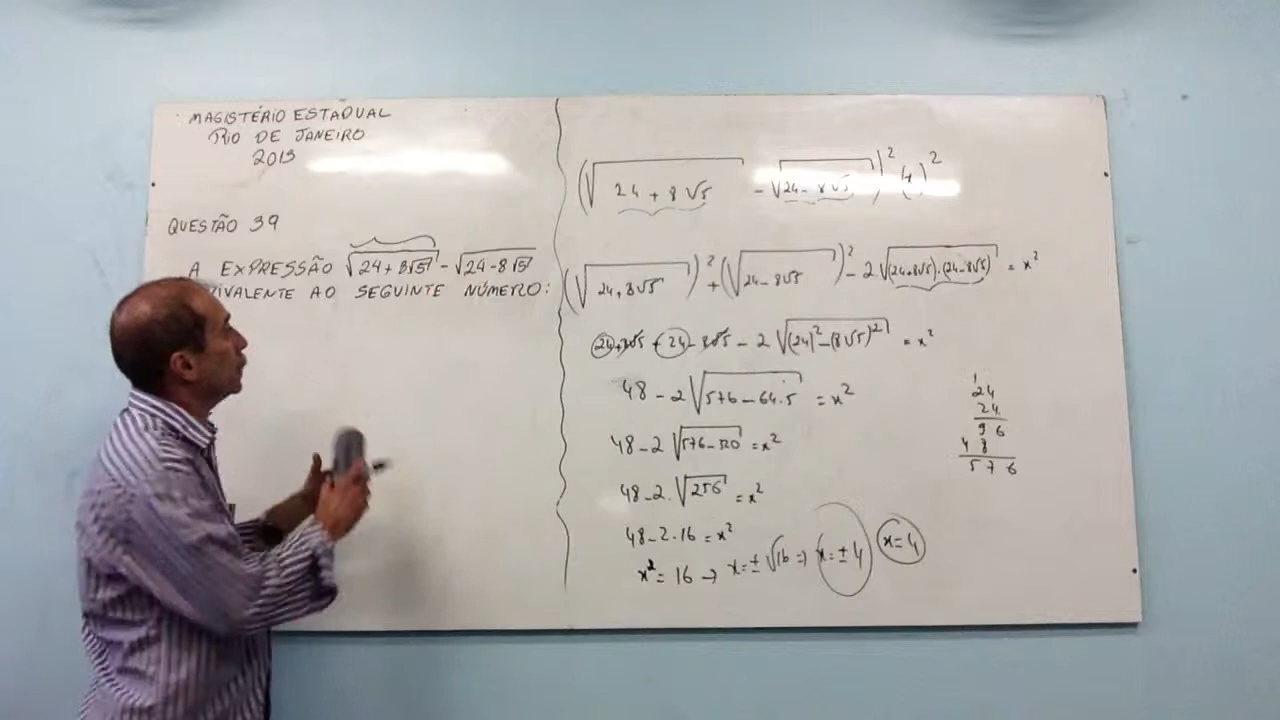 MAGISTÉRIO ESTADUAL
RIO DE JANEIRO
2013
QUESTÃO 39
A EXPRESSÃO √(24+8√5) - √(24-8√5)
IVALENTE AO SEGUINTE NÚMERO:
(√(24+8√5) - √(24-8√5))² (x)²
(√(24+8√5))² + (√(24-8√5))² - 2√((24+8√5).(24-8√5)) = x²
24+8√5 + 24 - 8√5 - 2√((24)²-(8√5)²) = x²
48 - 2√(576-64.5) = x²
48-2√(576-320) = x²
48-2.√256 = x²
48-2.16 = x²
x² = 16 → x = ± √16 ⇒ x = ± 4
x = 4
1
24
24
96
48
576